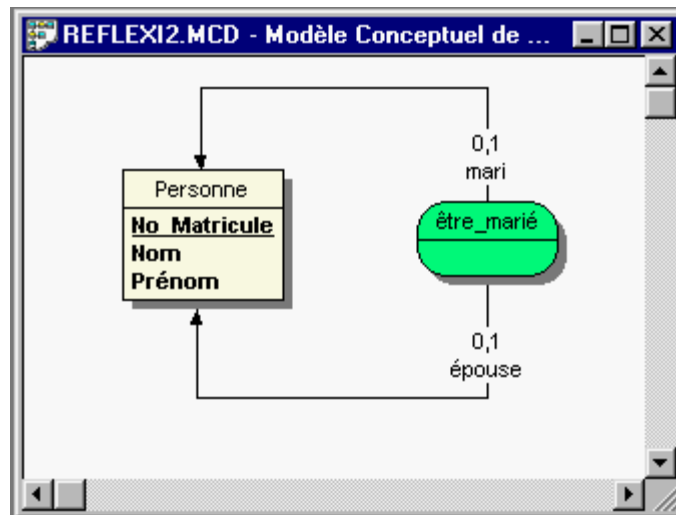 REFLEXI2.MCD - Modèle Conceptuel de ...
0,1
mari
Personne
No_Matricule
Nom
Prénom
être_marié
0,1
épouse